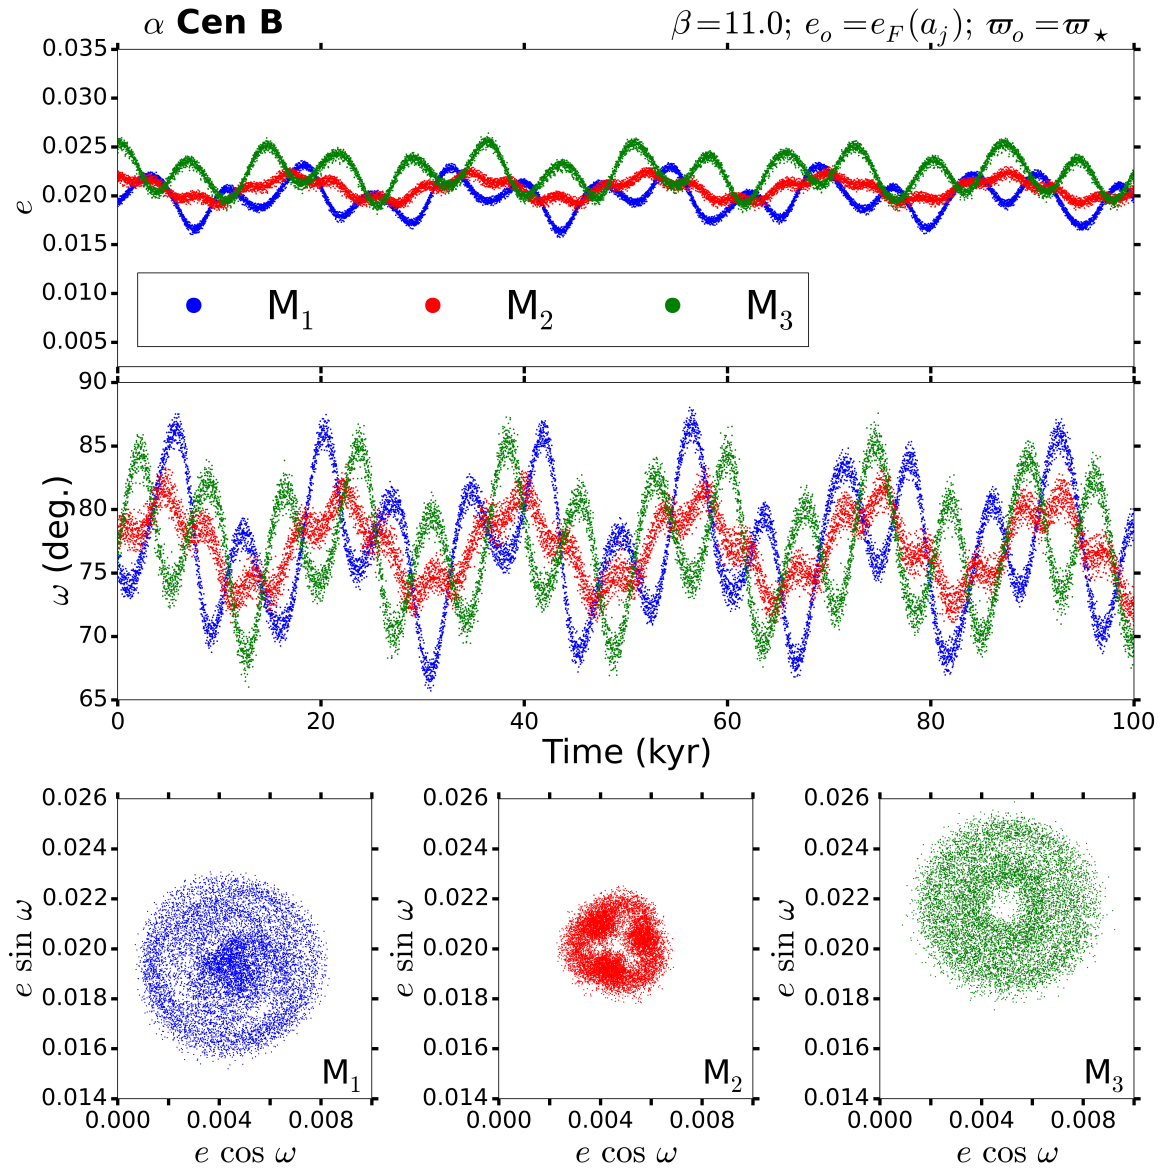 α Cen B
β=11.0; e_o=e_F(a_j); ϖ_o=ϖ_⋆
0.035
0.030
0.025
0.020
0.015
0.010
0.005
e
M_1 M_2 M_3
90
85
80
75
70
65
ω (deg.)
0 20 40 60 80 100
Time (kyr)
0.026
0.024
0.022
0.020
0.018
0.016
0.014
e sin ω
M_1
0.000 0.004 0.008
e cos ω
0.026
0.024
0.022
0.020
0.018
0.016
0.014
e sin ω
M_2
0.000 0.004 0.008
e cos ω
0.026
0.024
0.022
0.020
0.018
0.016
0.014
e sin ω
M_3
0.000 0.004 0.008
e cos ω